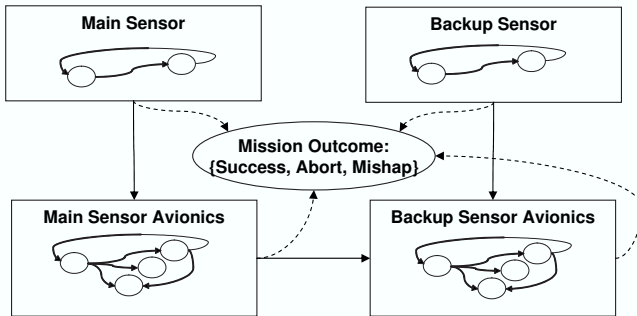 Main Sensor
Backup Sensor
Mission Outcome:
{Success, Abort, Mishap}
Main Sensor Avionics
Backup Sensor Avionics